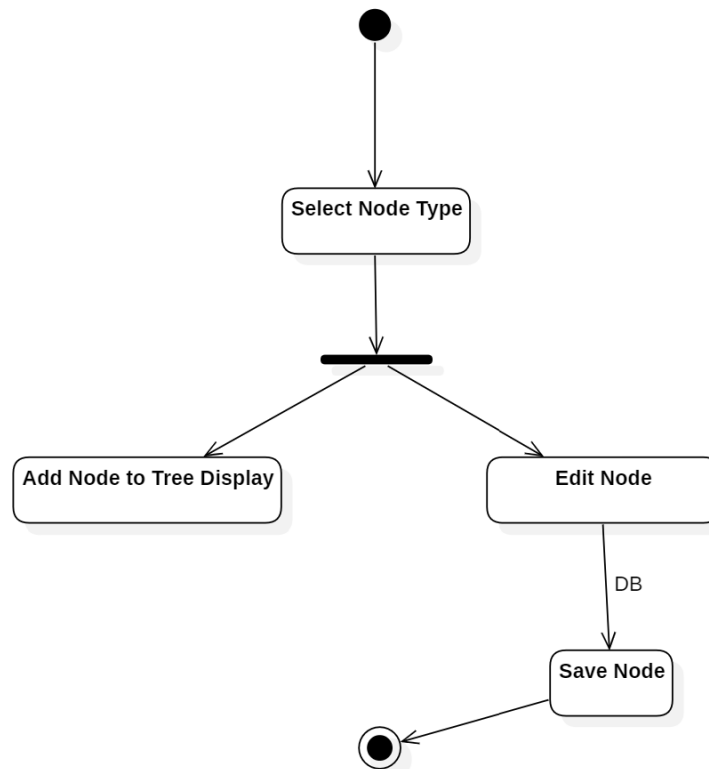 Select Node Type
Add Node to Tree Display
Edit Node
DB
Save Node